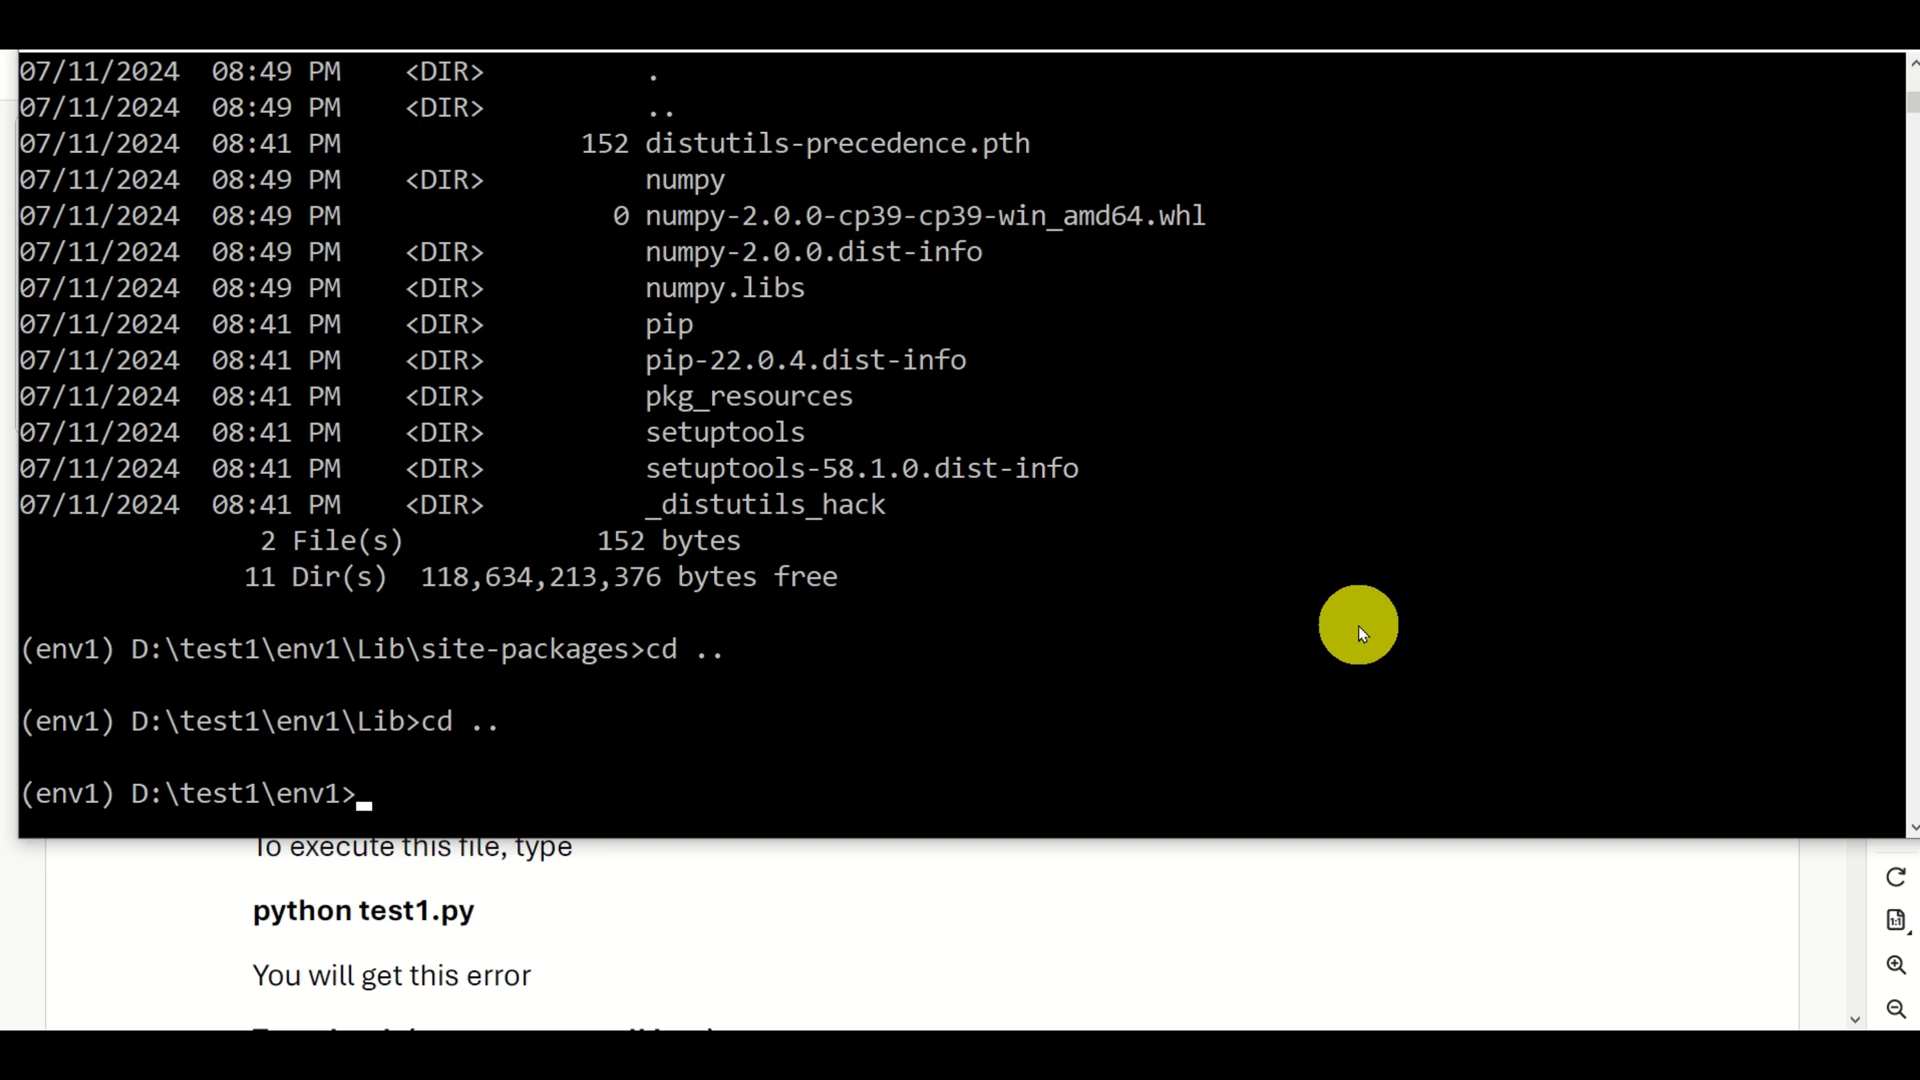 07/11/2024  08:49 PM    <DIR>          .
07/11/2024  08:49 PM    <DIR>          ..
07/11/2024  08:41 PM               152 distutils-precedence.pth
07/11/2024  08:49 PM    <DIR>          numpy
07/11/2024  08:49 PM                 0 numpy-2.0.0-cp39-cp39-win_amd64.whl
07/11/2024  08:49 PM    <DIR>          numpy-2.0.0.dist-info
07/11/2024  08:49 PM    <DIR>          numpy.libs
07/11/2024  08:41 PM    <DIR>          pip
07/11/2024  08:41 PM    <DIR>          pip-22.0.4.dist-info
07/11/2024  08:41 PM    <DIR>          pkg_resources
07/11/2024  08:41 PM    <DIR>          setuptools
07/11/2024  08:41 PM    <DIR>          setuptools-58.1.0.dist-info
07/11/2024  08:41 PM    <DIR>          _distutils_hack
               2 File(s)            152 bytes
              11 Dir(s)  118,634,213,376 bytes free
(env1) D:\test1\env1\Lib\site-packages>cd ..
(env1) D:\test1\env1\Lib>cd ..
(env1) D:\test1\env1>
To execute this file, type
python test1.py
You will get this error